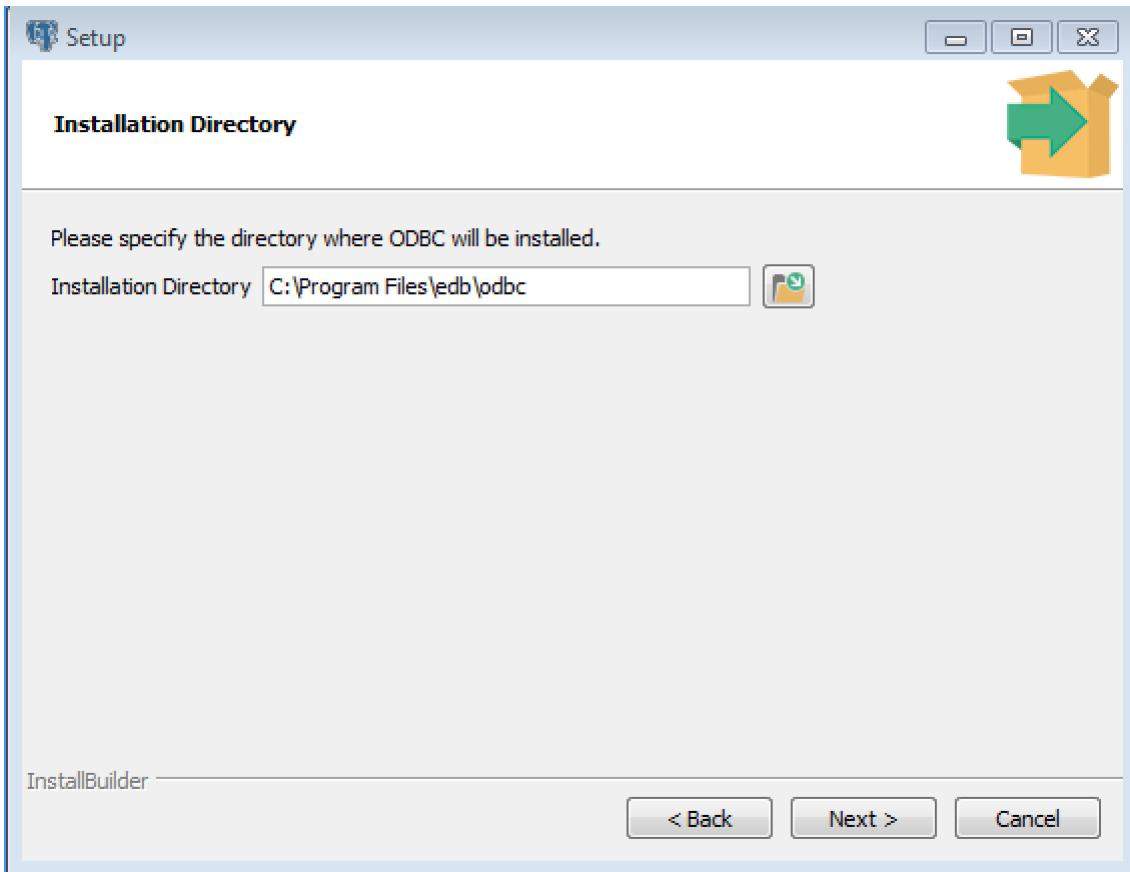 Setup
Installation Directory
Please specify the directory where ODBC will be installed.
Installation Directory C:\Program Files\edb\odbc
InstallBuilder
< Back Next > Cancel